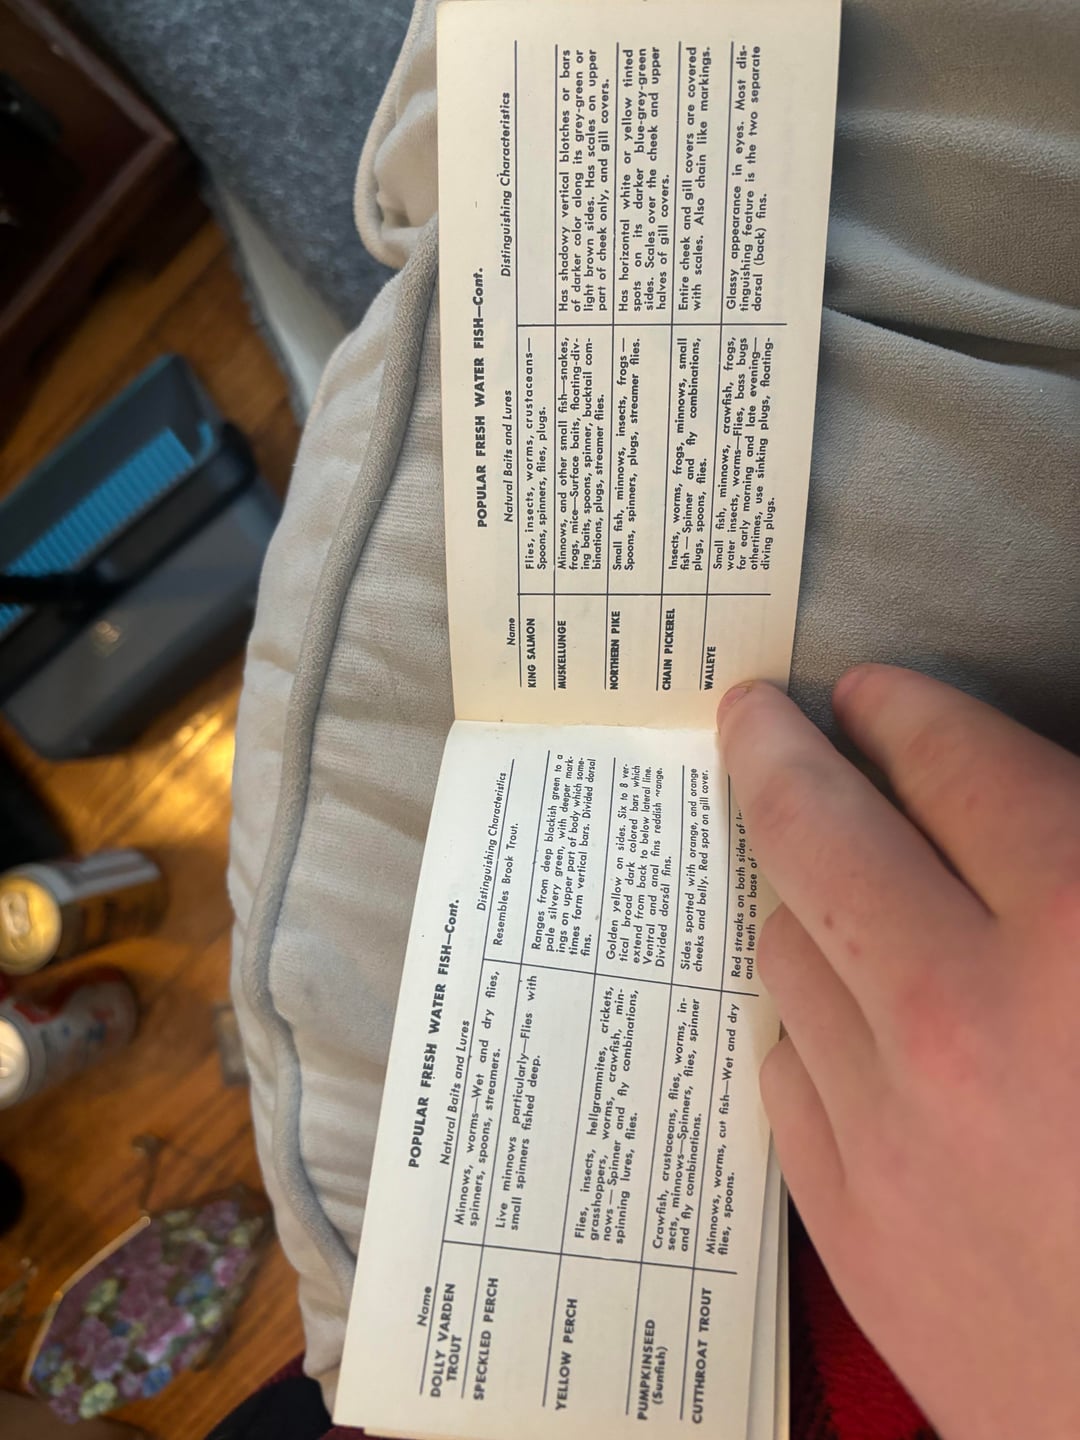 POPULAR FRESH WATER FISH—Cont.
Name Natural Baits and Lures Distinguishing Characteristics
DOLLY VARDEN
TROUT
Minnows, worms—Wet and dry flies,
spinners, spoons, streamers.
Resembles Brook Trout.
SPECKLED PERCH
Live minnows particularly—Flies with
small spinners fished deep.
Ranges from deep blackish green to a
pale silvery green, with deeper mark-
ings on upper part of body which some-
times form vertical bars. Divided dorsal
fins.
YELLOW PERCH
Flies, insects, hellgrammites, crickets,
grasshoppers, worms, crawfish, min-
nows — Spinner and fly combinations,
spinning lures, flies.
Golden yellow on sides. Six to 8 ver-
tical broad dark colored bars which
extend from back to below lateral line.
Ventral and anal fins reddish orange.
Divided dorsal fins.
PUMPKINSEED
(Sunfish)
Crawfish, crustaceans, flies, worms, in-
sects, minnows—Spinners, flies, spinner
and fly combinations.
Sides spotted with orange, and orange
cheeks and belly. Red spot on gill cover.
CUTTHROAT TROUT
Minnows, worms, cut fish—Wet and dry
flies, spoons.
Red streaks on both sides of
and teeth on base of
POPULAR FRESH WATER FISH—Cont.
Name Natural Baits and Lures Distinguishing Characteristics
KING SALMON
Flies, insects, worms, crustaceans—
Spoons, spinners, flies, plugs.
MUSKELLUNGE
Minnows, and other small fish—snakes,
frogs, mice—Surface baits, floating-div-
ing baits, spoons, spinner, bucktail com-
binations, plugs, streamer flies.
Has shadowy vertical blotches or bars
of darker color along its grey-green or
light brown sides. Has scales on upper
part of cheek only, and gill covers.
NORTHERN PIKE
Small fish, minnows, insects, frogs —
Spoons, spinners, plugs, streamer flies.
Has horizontal white or yellow tinted
spots on its darker blue-grey-green
sides. Scales over the cheek and upper
halves of gill covers.
CHAIN PICKEREL
Insects, worms, frogs, minnows, small
fish — Spinner and fly combinations,
plugs, spoons, flies.
Entire cheek and gill covers are covered
with scales. Also chain like markings.
WALLEYE
Small fish, minnows, crawfish, frogs,
water insects, worms—Flies, bass bugs
for early morning and late evening—
othertimes, use sinking plugs, floating-
diving plugs.
Glassy appearance in eyes. Most dis-
tinguishing feature is the two separate
dorsal (back) fins.